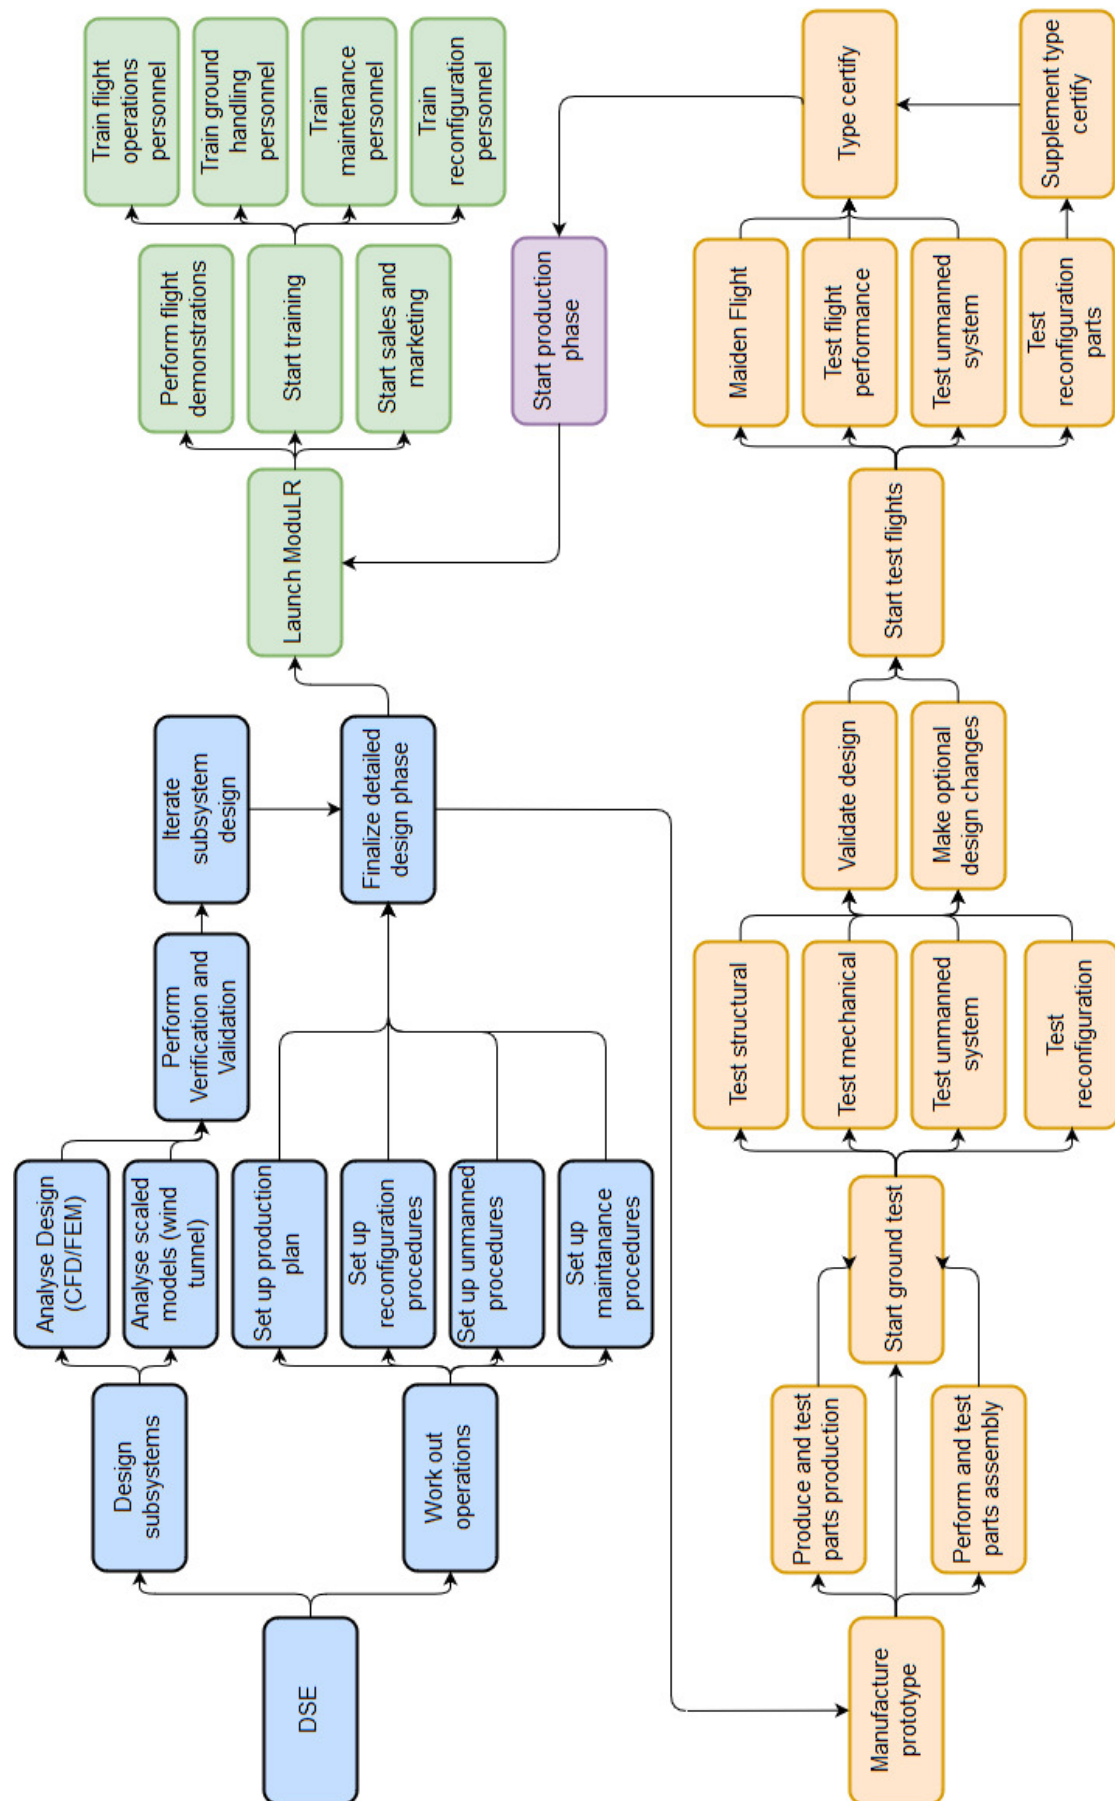 DSE
Design
subsystems
Work out
operations
Analyse Design
(CFD/FEM)
Analyse scaled
models (wind
tunnel)
Set up production
plan
Set up
reconfiguration
procedures
Set up unmanned
procedures
Set up
maintanance
procedures
Perform
Verification and
Validation
Iterate
subsystem
design
Finalize detailed
design phase
Launch ModuLR
Perform flight
demonstrations
Start training
Start sales and
marketing
Train flight
operations
personnel
Train ground
handling
personnel
Train
maintenance
personnel
Train
reconfiguration
personnel
Start production
phase
Manufacture
prototype
Produce and test
parts production
Perform and test
parts assembly
Start ground test
Test structural
Test mechanical
Test unmanned
system
Test
reconfiguration
Validate design
Make optional
design changes
Start test flights
Maiden Flight
Test flight
performance
Test unmanned
system
Test
reconfiguration
parts
Type certify
Supplement type
certify